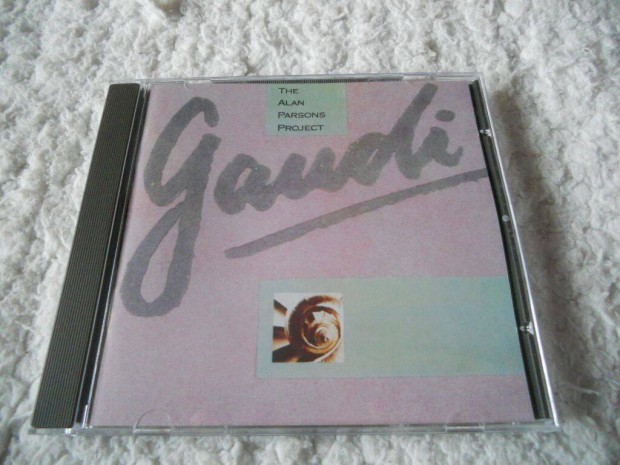 The
Alan
Parsons
Project
gaudi